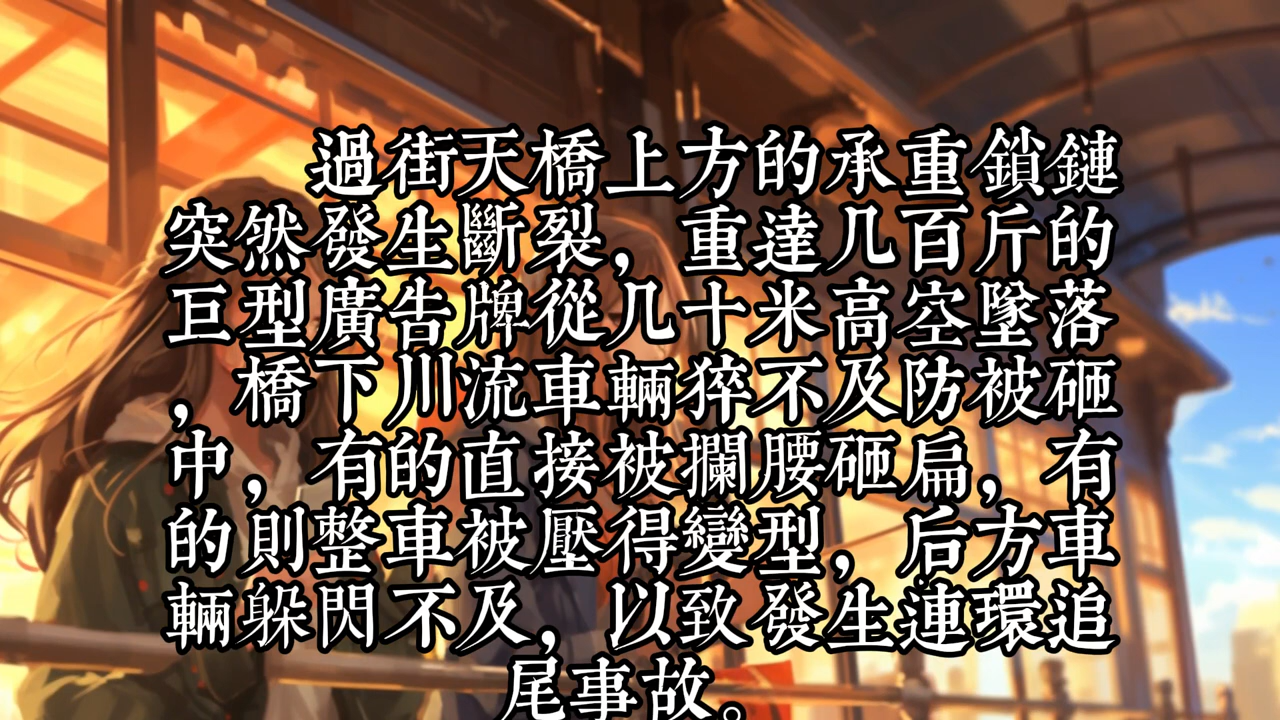 過街天橋上方的承重鎖鏈
突然發生斷裂，重達几百斤的
巨型廣告牌從几十米高空墜落
，橋下川流車輛猝不及防被砸
中，有的直接被攔腰砸扁，有
的則整車被壓得變型，后方車
輛躲閃不及，以致發生連環追
尾事故。